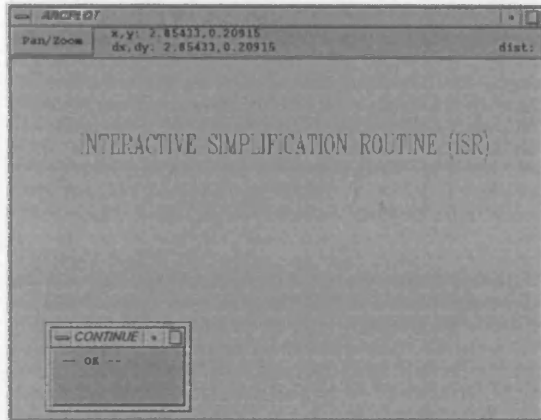 ARCPLOT
Pan/Zoom
x,y: 2.85433,0.20915
dx,dy: 2.85433,0.20915
dist:
INTERACTIVE SIMPLIFICATION ROUTINE (ISR)
CONTINUE
-- OK --